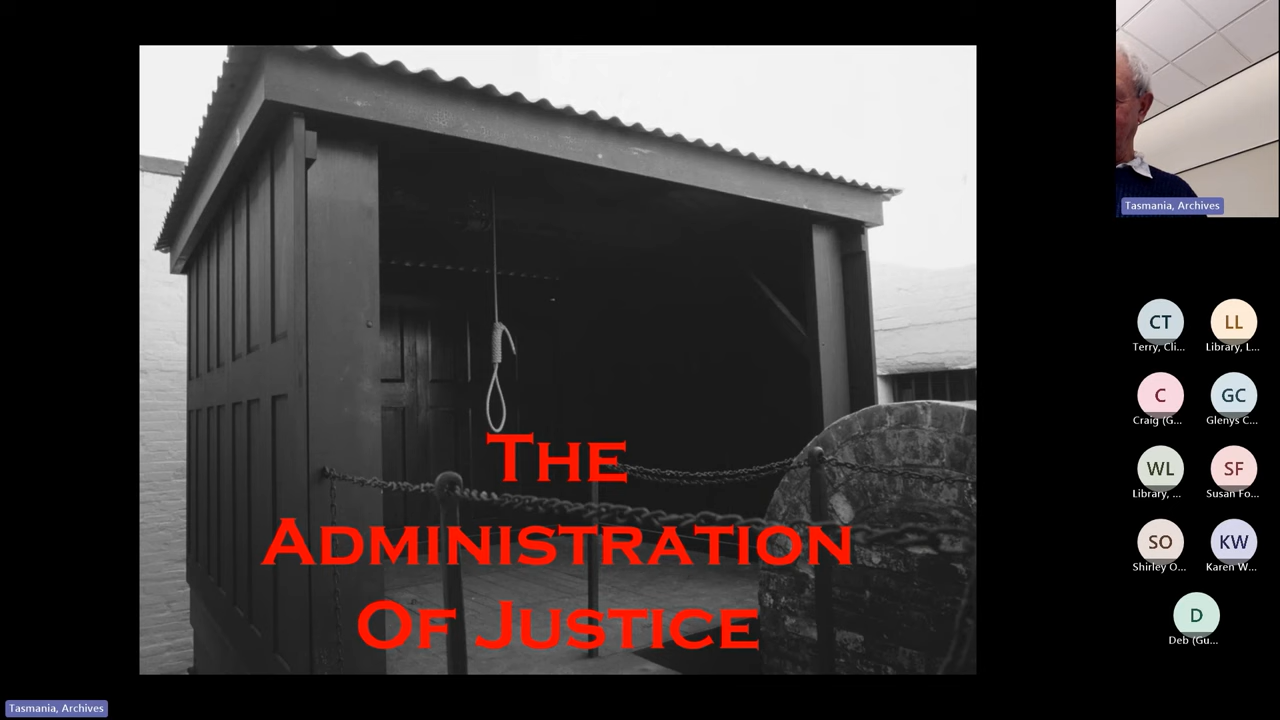 The
Administration
Of Justice
Tasmania, Archives
CT
Terry, Cli...
LL
Library, L...
C
Craig (G...
GC
Glenys C...
WL
Library, ...
SF
Susan Fo...
SO
Shirley O...
KW
Karen W...
D
Deb (Gu...
Tasmania, Archives